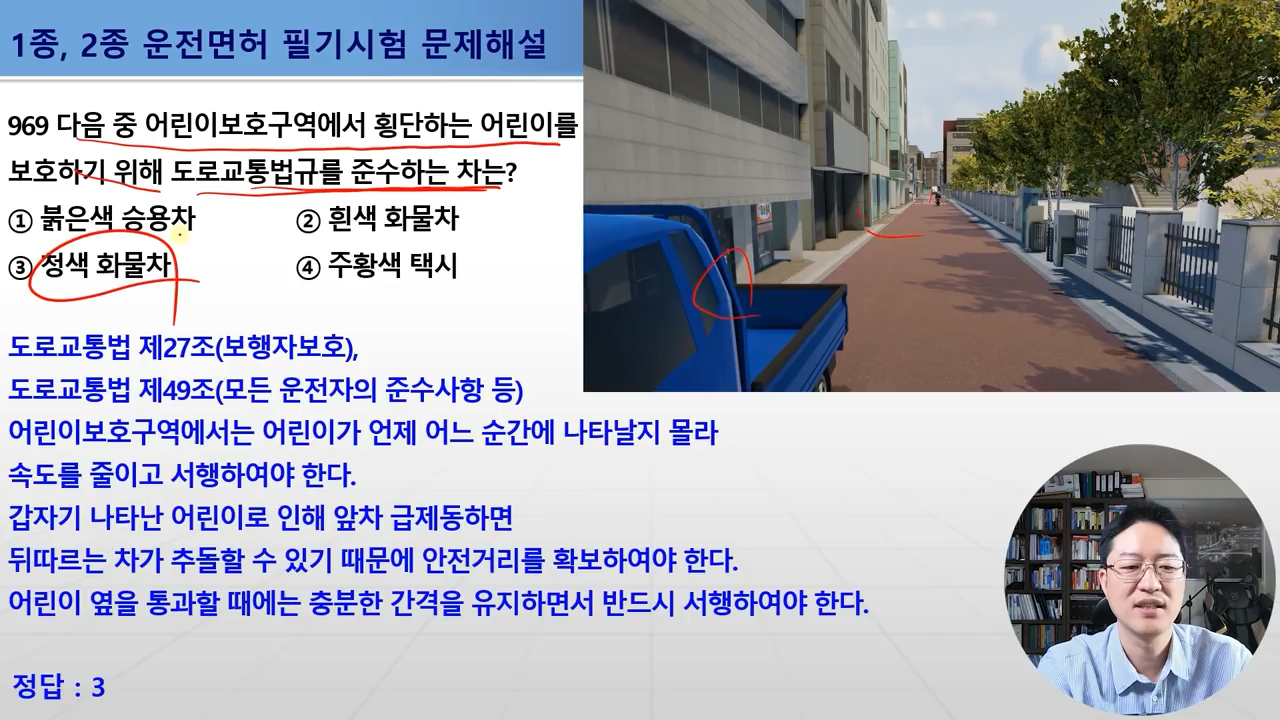 1종, 2종 운전면허 필기시험 문제해설
969 다음 중 어린이보호구역에서 횡단하는 어린이를
보호하기 위해 도로교통법규를 준수하는 차는?
① 붉은색 승용차
② 흰색 화물차
③ 청색 화물차
④ 주황색 택시
도로교통법 제27조(보행자보호),
도로교통법 제49조(모든 운전자의 준수사항 등)
어린이보호구역에서는 어린이가 언제 어느 순간에 나타날지 몰라
속도를 줄이고 서행하여야 한다.
갑자기 나타난 어린이로 인해 앞차 급제동하면
뒤따르는 차가 추돌할 수 있기 때문에 안전거리를 확보하여야 한다.
어린이 옆을 통과할 때에는 충분한 간격을 유지하면서 반드시 서행하여야 한다.
정답 : 3